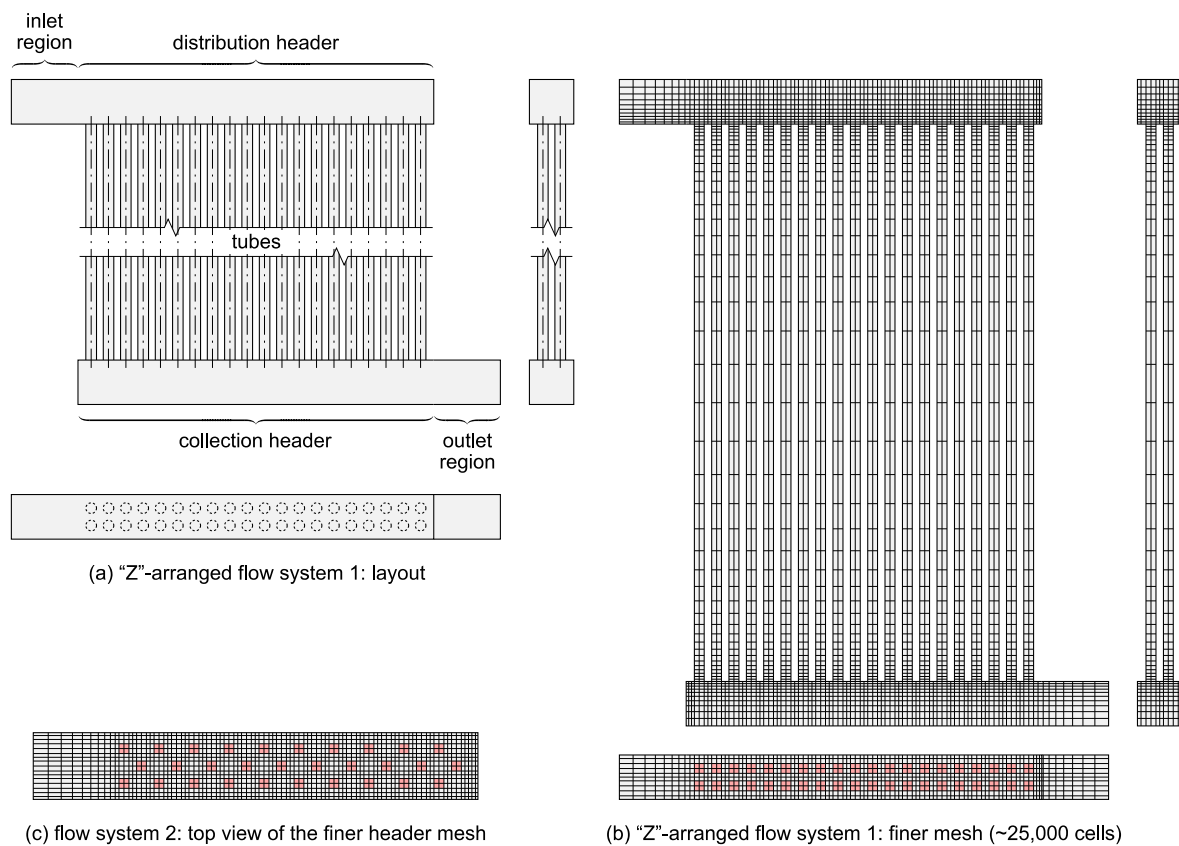 inlet
region
distribution header
tubes
collection header
outlet
region
(a) “Z”-arranged flow system 1: layout
(c) flow system 2: top view of the finer header mesh
(b) “Z”-arranged flow system 1: finer mesh (~25,000 cells)